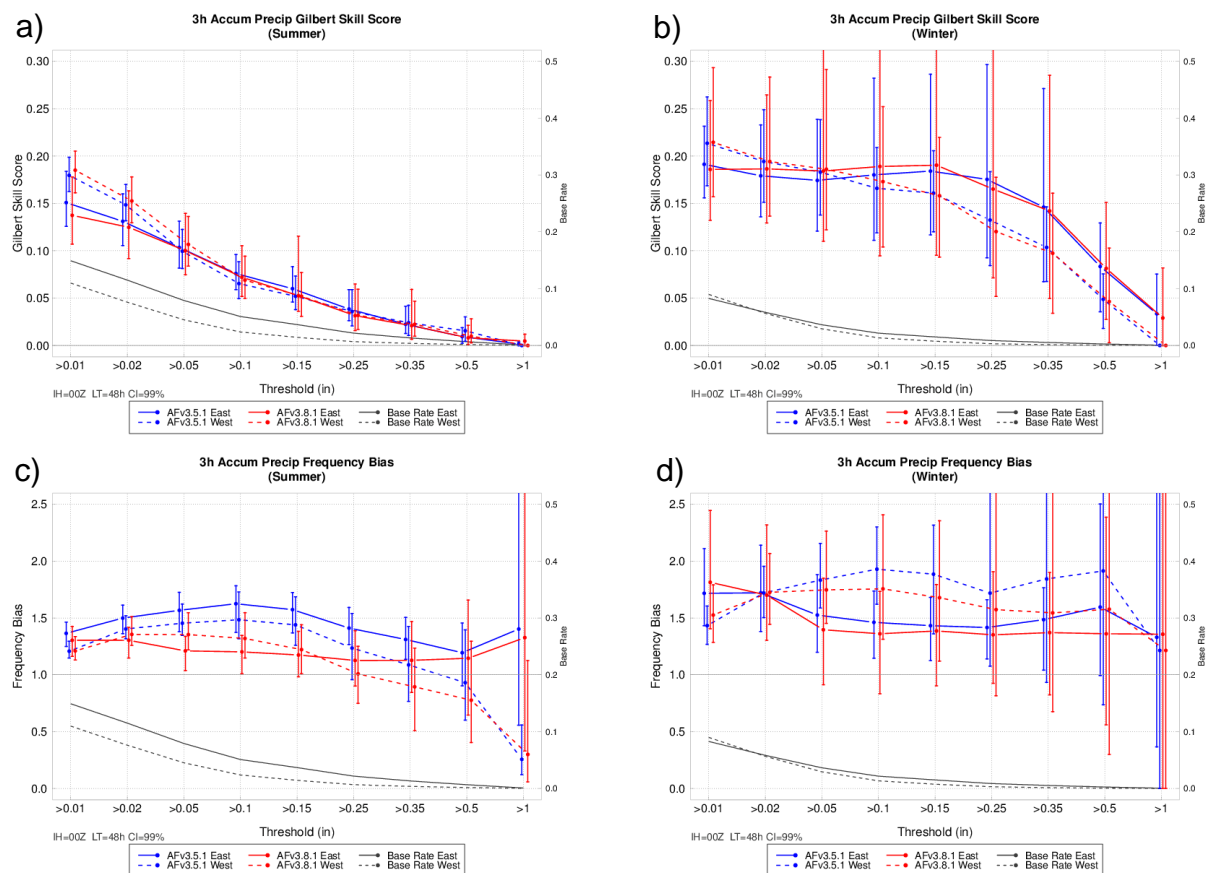 a)
3h Accum Precip Gilbert Skill Score
(Summer)
Gilbert Skill Score
0.30
0.25
0.20
0.15
0.10
0.05
0.00
0.5
0.4
0.3
0.2
0.1
0.0
Base Rate
>0.01 >0.02 >0.05 >0.1 >0.15 >0.25 >0.35 >0.5 >1
Threshold (in)
IH=00Z LT=48h CI=99%
AFv3.5.1 East AFv3.8.1 East Base Rate East
AFv3.5.1 West AFv3.8.1 West Base Rate West
b)
3h Accum Precip Gilbert Skill Score
(Winter)
Gilbert Skill Score
0.30
0.25
0.20
0.15
0.10
0.05
0.00
0.5
0.4
0.3
0.2
0.1
0.0
Base Rate
>0.01 >0.02 >0.05 >0.1 >0.15 >0.25 >0.35 >0.5 >1
Threshold (in)
IH=00Z LT=48h CI=99%
AFv3.5.1 East AFv3.8.1 East Base Rate East
AFv3.5.1 West AFv3.8.1 West Base Rate West
c)
3h Accum Precip Frequency Bias
(Summer)
Frequency Bias
2.5
2.0
1.5
1.0
0.5
0.0
0.5
0.4
0.3
0.2
0.1
0.0
Base Rate
>0.01 >0.02 >0.05 >0.1 >0.15 >0.25 >0.35 >0.5 >1
Threshold (in)
IH=00Z LT=48h CI=99%
AFv3.5.1 East AFv3.8.1 East Base Rate East
AFv3.5.1 West AFv3.8.1 West Base Rate West
d)
3h Accum Precip Frequency Bias
(Winter)
Frequency Bias
2.5
2.0
1.5
1.0
0.5
0.0
0.5
0.4
0.3
0.2
0.1
0.0
Base Rate
>0.01 >0.02 >0.05 >0.1 >0.15 >0.25 >0.35 >0.5 >1
Threshold (in)
IH=00Z LT=48h CI=99%
AFv3.5.1 East AFv3.8.1 East Base Rate East
AFv3.5.1 West AFv3.8.1 West Base Rate West